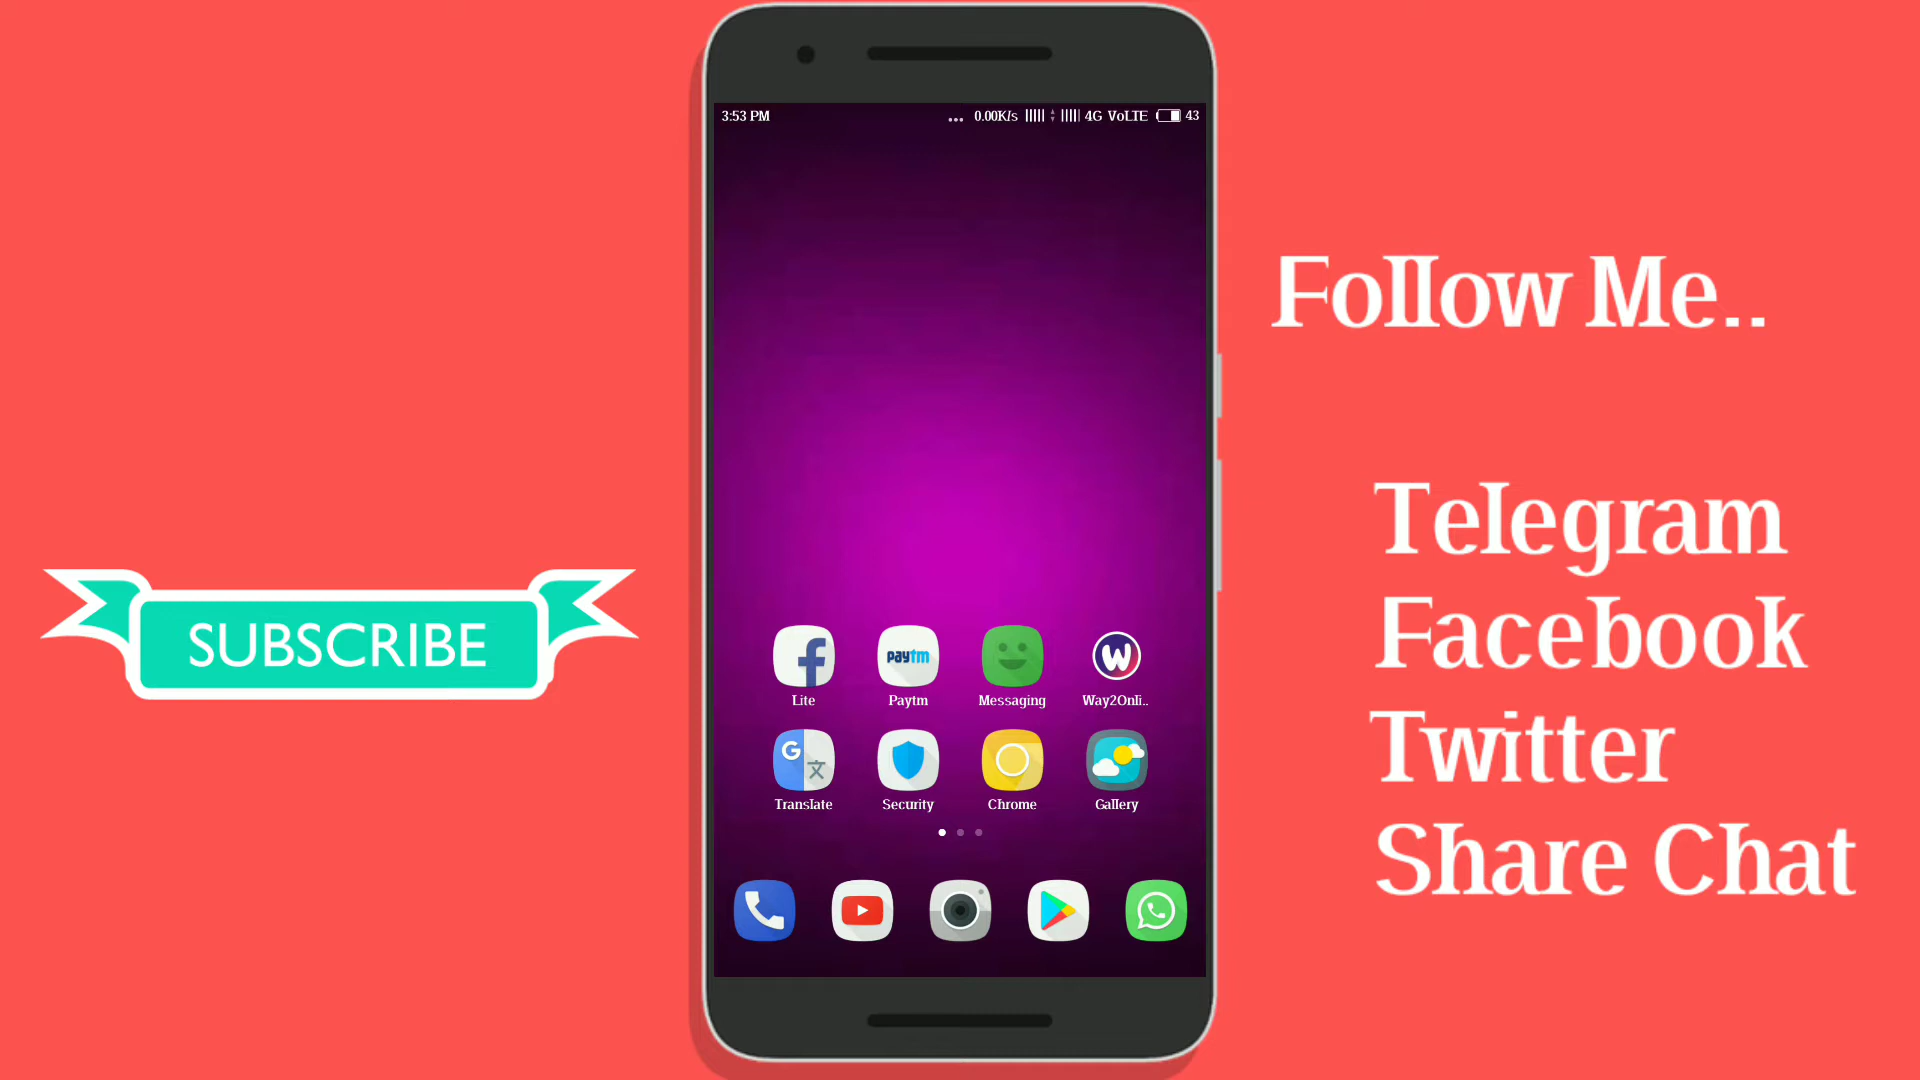 3:53 PM ... 0.00K/s 4G VoLTE 43
Follow Me..
Telegram
Facebook
Twitter
Share Chat
SUBSCRIBE
paytm
Lite Paytm Messaging Way2Onli..
Translate Security Chrome Gallery